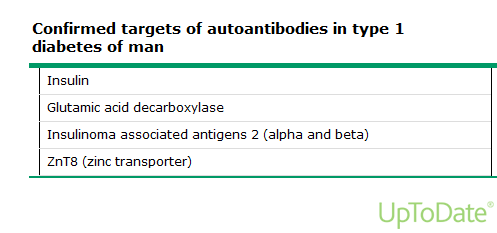 Confirmed targets of autoantibodies in type 1
diabetes of man
Insulin
Glutamic acid decarboxylase
Insulinoma associated antigens 2 (alpha and beta)
ZnT8 (zinc transporter)
UpToDate®